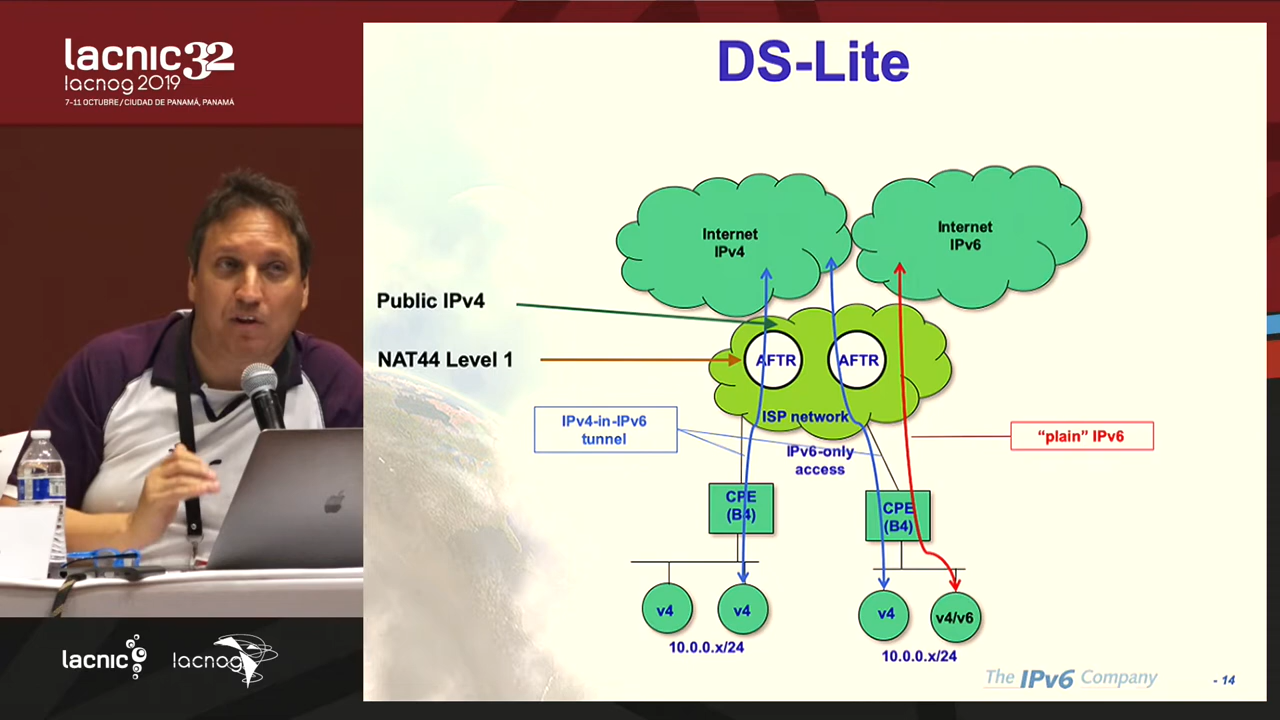 lacnic32
lacnog 2019
7-11 OCTUBRE / CIUDAD DE PANAMÁ, PANAMÁ
DS-Lite
Internet
IPv4
Internet
IPv6
Public IPv4
NAT44 Level 1
AFTR
AFTR
ISP network
IPv4-in-IPv6
tunnel
IPv6-only
access
“plain” IPv6
CPE
(B4)
CPE
(B4)
v4
v4
v4
v4/v6
10.0.0.x/24
10.0.0.x/24
The IPv6 Company
- 14
lacnic
lacnog